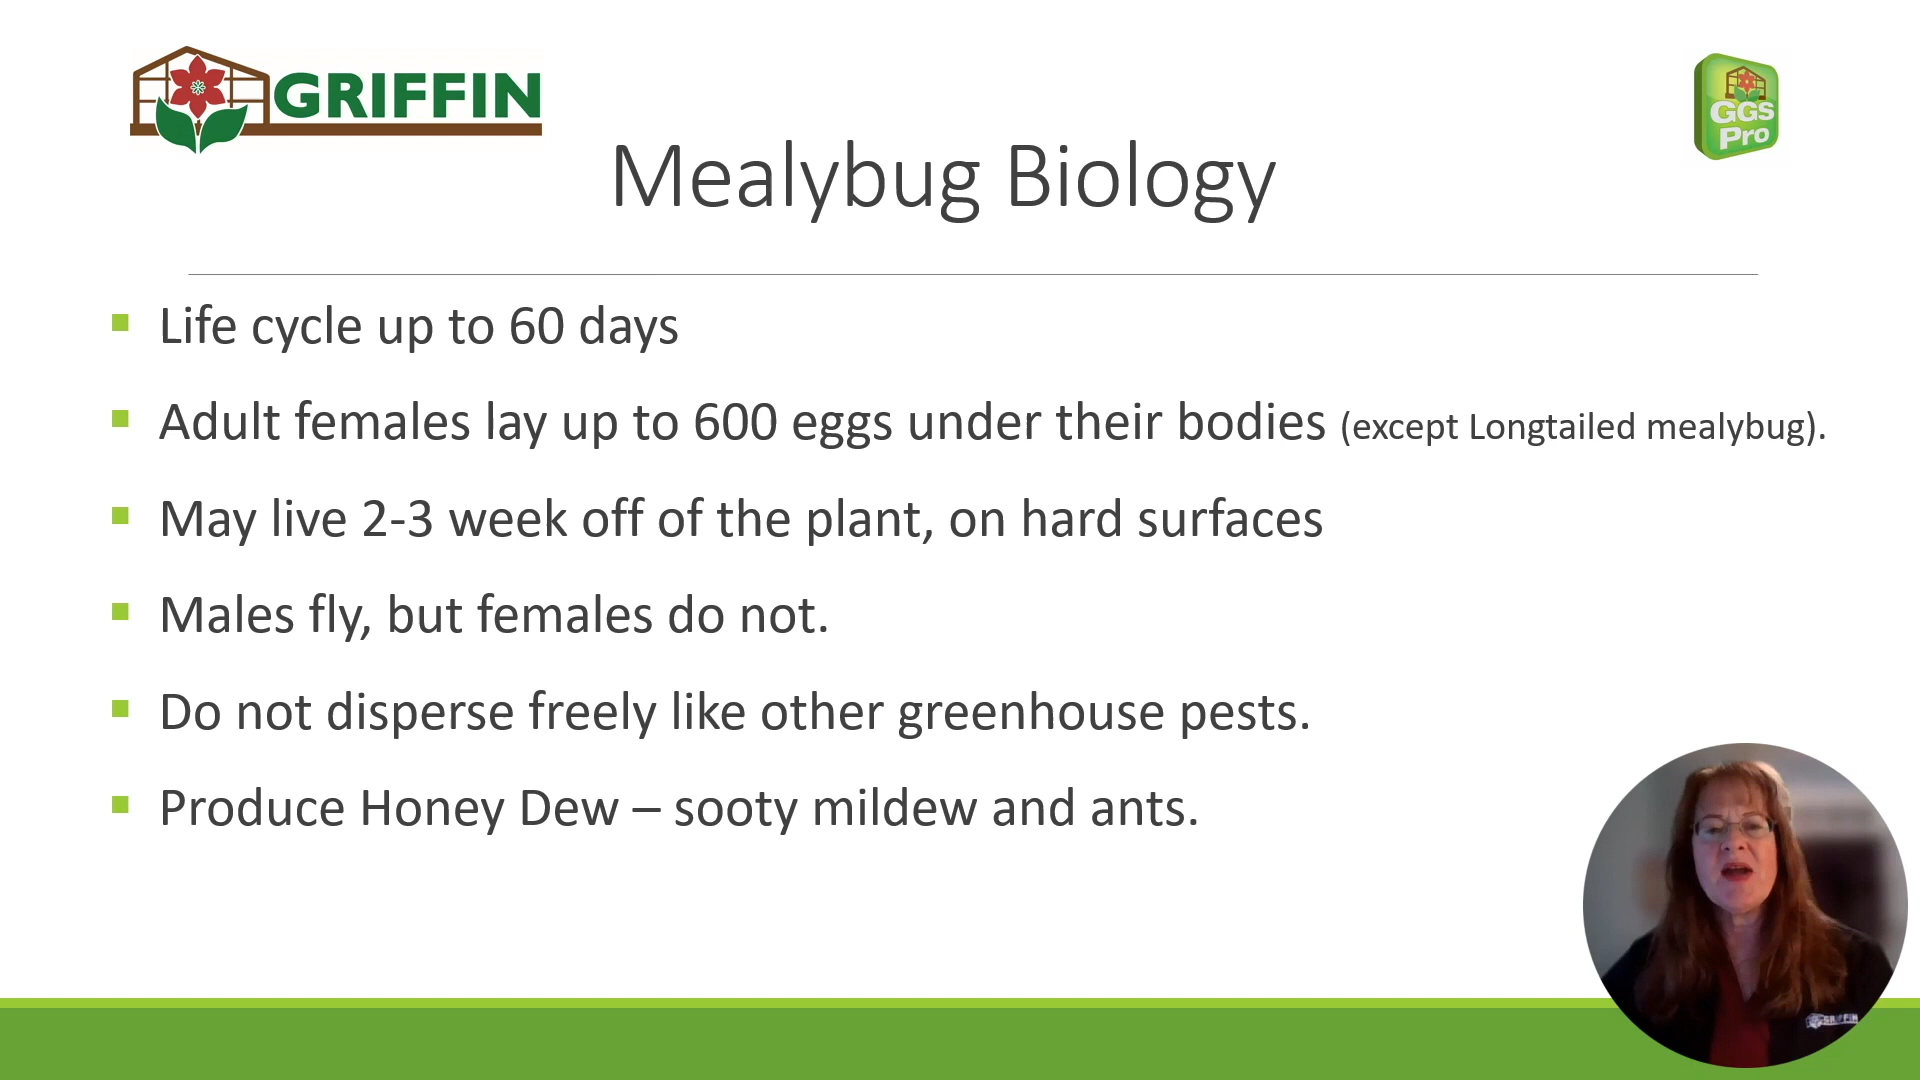 GRIFFIN
GGS
Pro
Mealybug Biology
Life cycle up to 60 days
Adult females lay up to 600 eggs under their bodies (except Longtailed mealybug).
May live 2-3 week off of the plant, on hard surfaces
Males fly, but females do not.
Do not disperse freely like other greenhouse pests.
Produce Honey Dew – sooty mildew and ants.
GRIFFIN